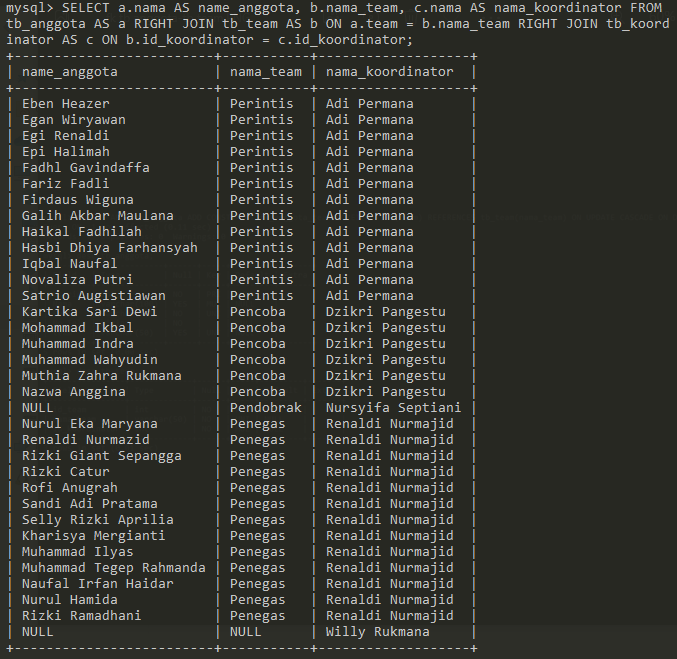 mysql> SELECT a.nama AS name_anggota, b.nama_team, c.nama AS nama_koordinator FROM
tb_anggota AS a RIGHT JOIN tb_team AS b ON a.team = b.nama_team RIGHT JOIN tb_koord
inator AS c ON b.id_koordinator = c.id_koordinator;
+--------------------------+-----------+-------------------+
| name_anggota | nama_team | nama_koordinator |
+--------------------------+-----------+-------------------+
| Eben Heazer | Perintis | Adi Permana |
| Egan Wiryawan | Perintis | Adi Permana |
| Egi Renaldi | Perintis | Adi Permana |
| Epi Halimah | Perintis | Adi Permana |
| Fadhl Gavindaffa | Perintis | Adi Permana |
| Fariz Fadli | Perintis | Adi Permana |
| Firdaus Wiguna | Perintis | Adi Permana |
| Galih Akbar Maulana | Perintis | Adi Permana |
| Haikal Fadhilah | Perintis | Adi Permana |
| Hasbi Dhiya Farhansyah | Perintis | Adi Permana |
| Iqbal Naufal | Perintis | Adi Permana |
| Novaliza Putri | Perintis | Adi Permana |
| Satrio Augistiawan | Perintis | Adi Permana |
| Kartika Sari Dewi | Pencoba | Dzikri Pangestu |
| Mohammad Ikbal | Pencoba | Dzikri Pangestu |
| Muhammad Indra | Pencoba | Dzikri Pangestu |
| Muhammad Wahyudin | Pencoba | Dzikri Pangestu |
| Muthia Zahra Rukmana | Pencoba | Dzikri Pangestu |
| Nazwa Anggina | Pencoba | Dzikri Pangestu |
| NULL | Pendobrak | Nursyifa Septiani |
| Nurul Eka Maryana | Penegas | Renaldi Nurmajid |
| Renaldi Nurmazid | Penegas | Renaldi Nurmajid |
| Rizki Giant Sepangga | Penegas | Renaldi Nurmajid |
| Rizki Catur | Penegas | Renaldi Nurmajid |
| Rofi Anugrah | Penegas | Renaldi Nurmajid |
| Sandi Adi Pratama | Penegas | Renaldi Nurmajid |
| Selly Rizki Aprilia | Penegas | Renaldi Nurmajid |
| Kharisya Mergianti | Penegas | Renaldi Nurmajid |
| Muhammad Ilyas | Penegas | Renaldi Nurmajid |
| Muhammad Tegep Rahmanda | Penegas | Renaldi Nurmajid |
| Naufal Irfan Haidar | Penegas | Renaldi Nurmajid |
| Nurul Hamida | Penegas | Renaldi Nurmajid |
| Rizki Ramadhani | Penegas | Renaldi Nurmajid |
| NULL | NULL | Willy Rukmana |
+--------------------------+-----------+-------------------+